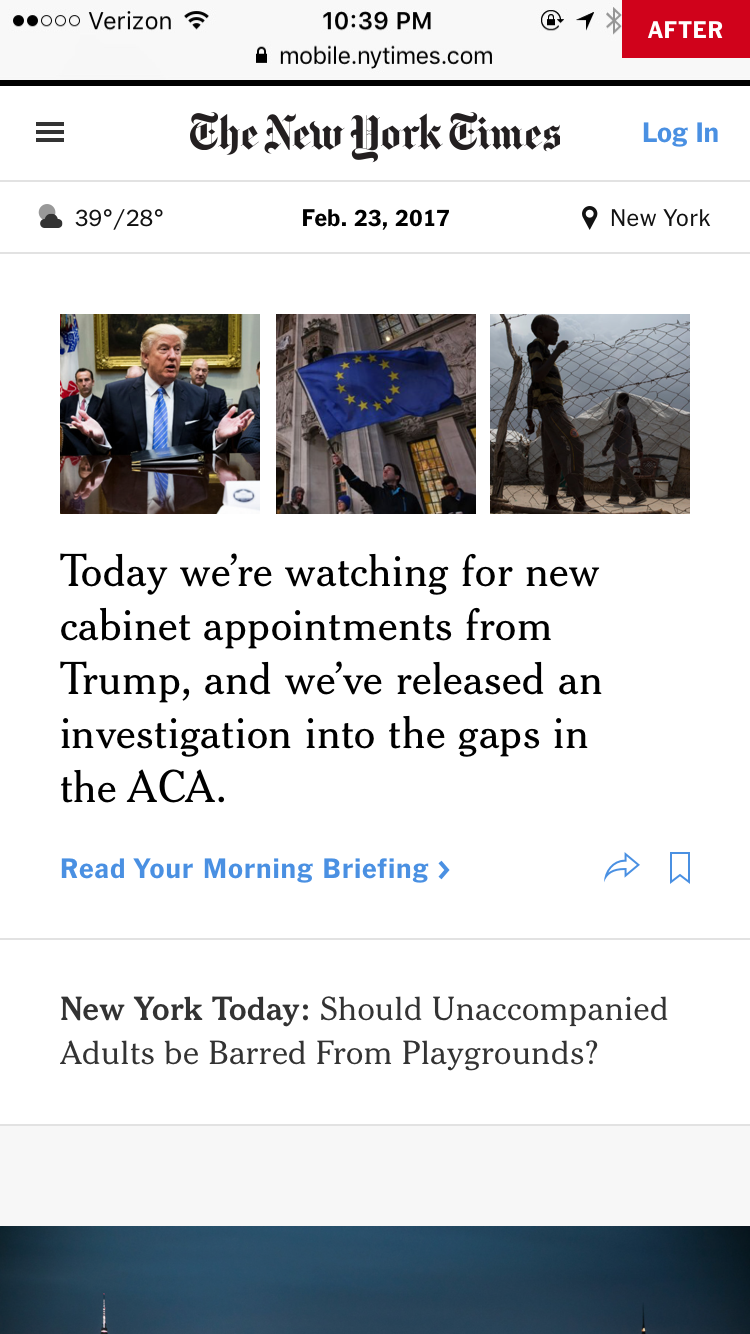 Verizon 10:39 PM AFTER
mobile.nytimes.com
The New York Times Log In
39°/28° Feb. 23, 2017 New York
Today we’re watching for new
cabinet appointments from
Trump, and we’ve released an
investigation into the gaps in
the ACA.
Read Your Morning Briefing ›
New York Today: Should Unaccompanied
Adults be Barred From Playgrounds?